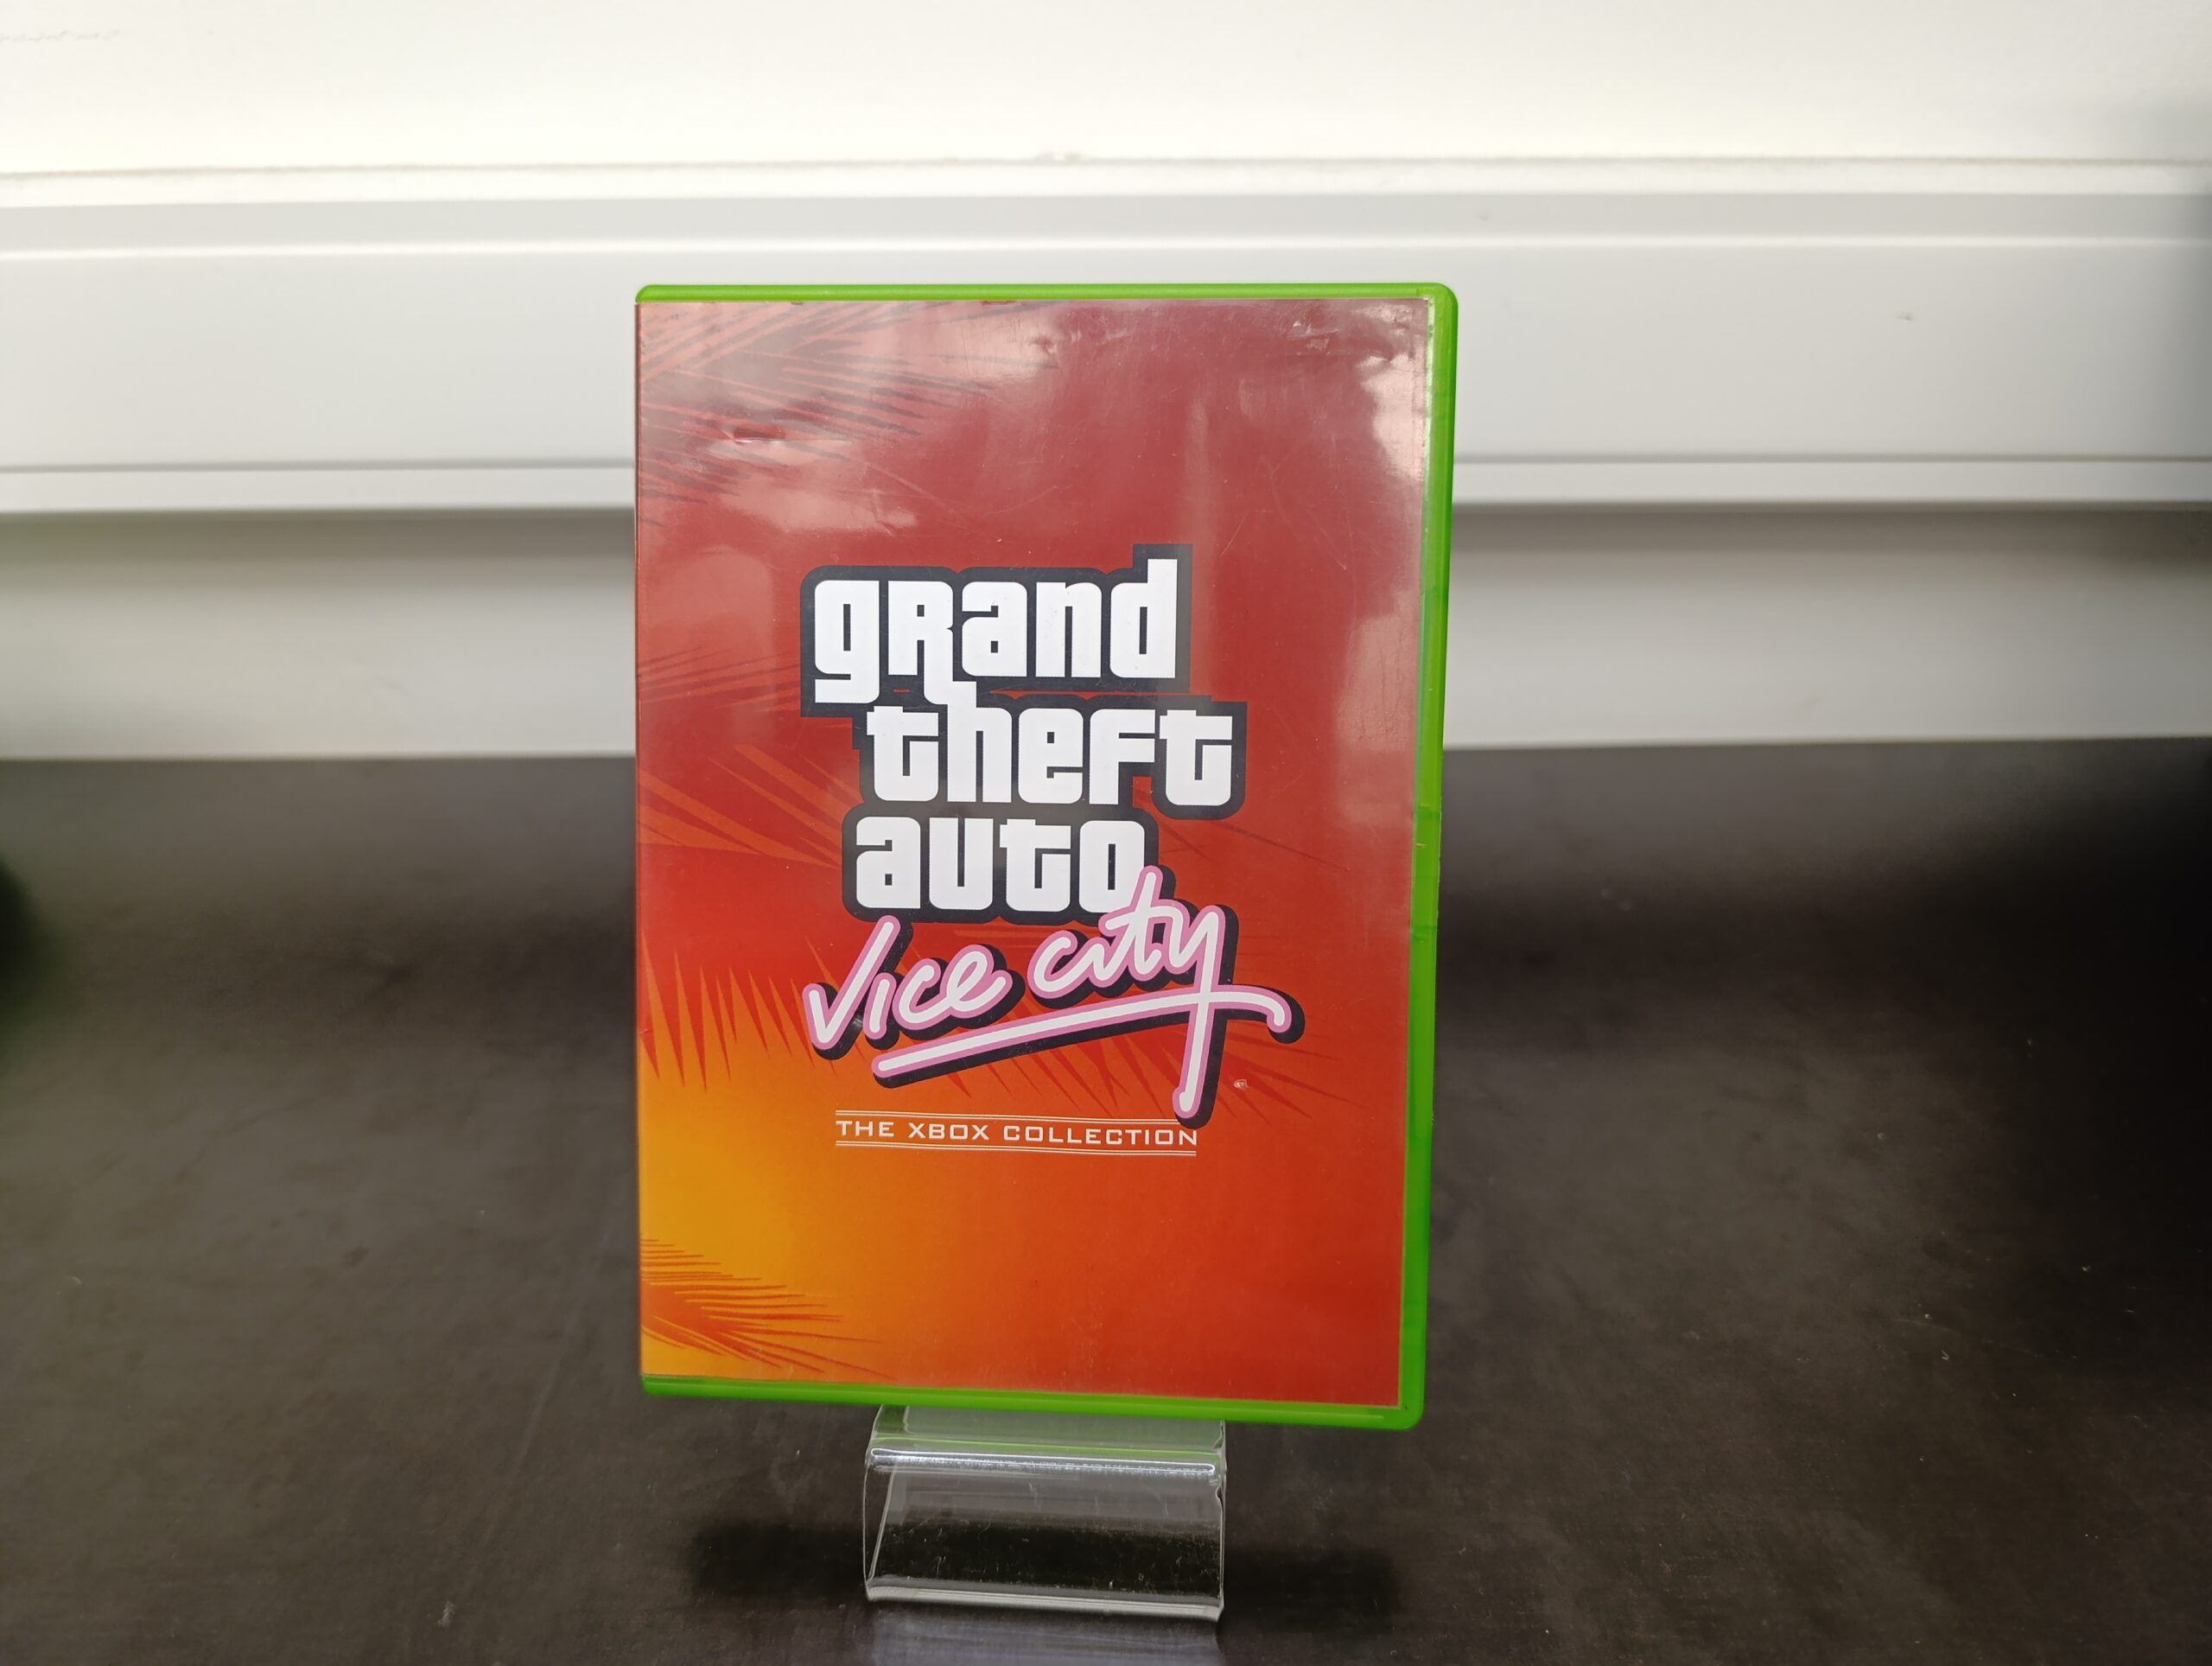 grand
theft
auto
vice city
THE XBOX COLLECTION